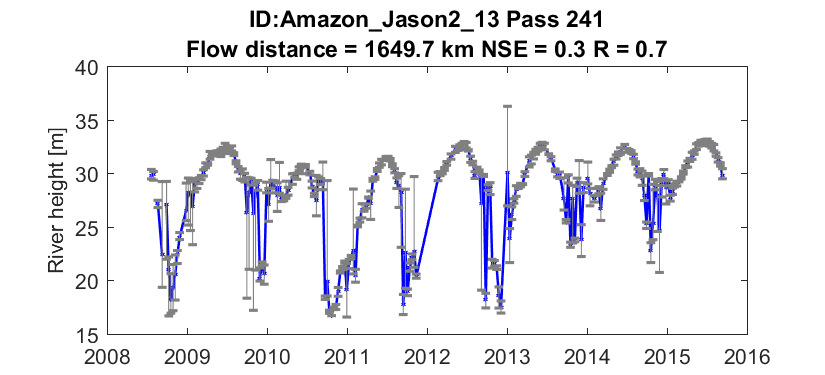 ID:Amazon_Jason2_13 Pass 241
Flow distance = 1649.7 km NSE = 0.3 R = 0.7
River height [m]
40
35
30
25
20
15
2008 2009 2010 2011 2012 2013 2014 2015 2016